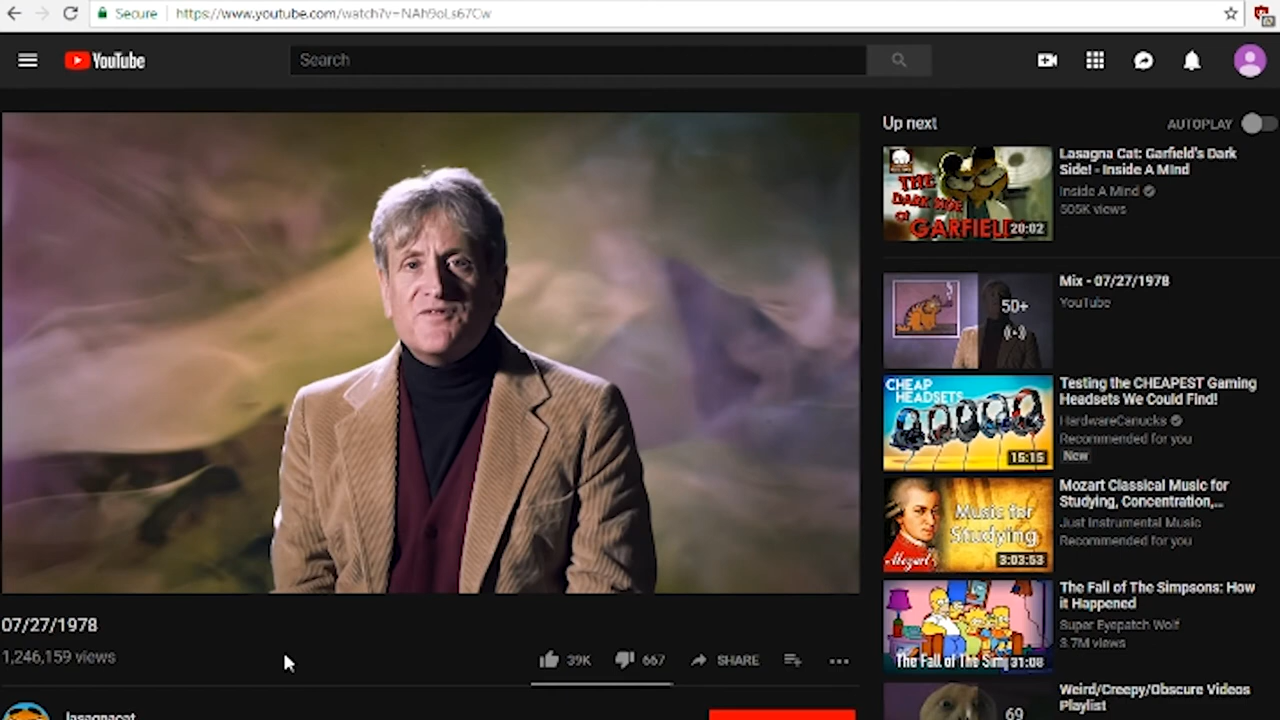 Secure
https://www.youtube.com/watch?v=NAh9oLs67Cw
YouTube
Search
Up next
AUTOPLAY
THE
DARK SIDE
OF
GARFIELD
20:02
Lasagna Cat: Garfield's Dark
Side! - Inside A Mind
Inside A Mind
505K views
50+
Mix - 07/27/1978
YouTube
CHEAP
HEADSETS
15:15
Testing the CHEAPEST Gaming
Headsets We Could Find!
HardwareCanucks
Recommended for you
New
Music for
Studying
Mozart
3:03:53
Mozart Classical Music for
Studying, Concentration,...
Just Instrumental Music
Recommended for you
The Fall of The Simp
31:08
The Fall of The Simpsons: How
it Happened
Super Eyepatch Wolf
3.7M views
69
Weird/Creepy/Obscure Videos
Playlist
07/27/1978
1,246,159 views
39K
667
SHARE
lasagnacat